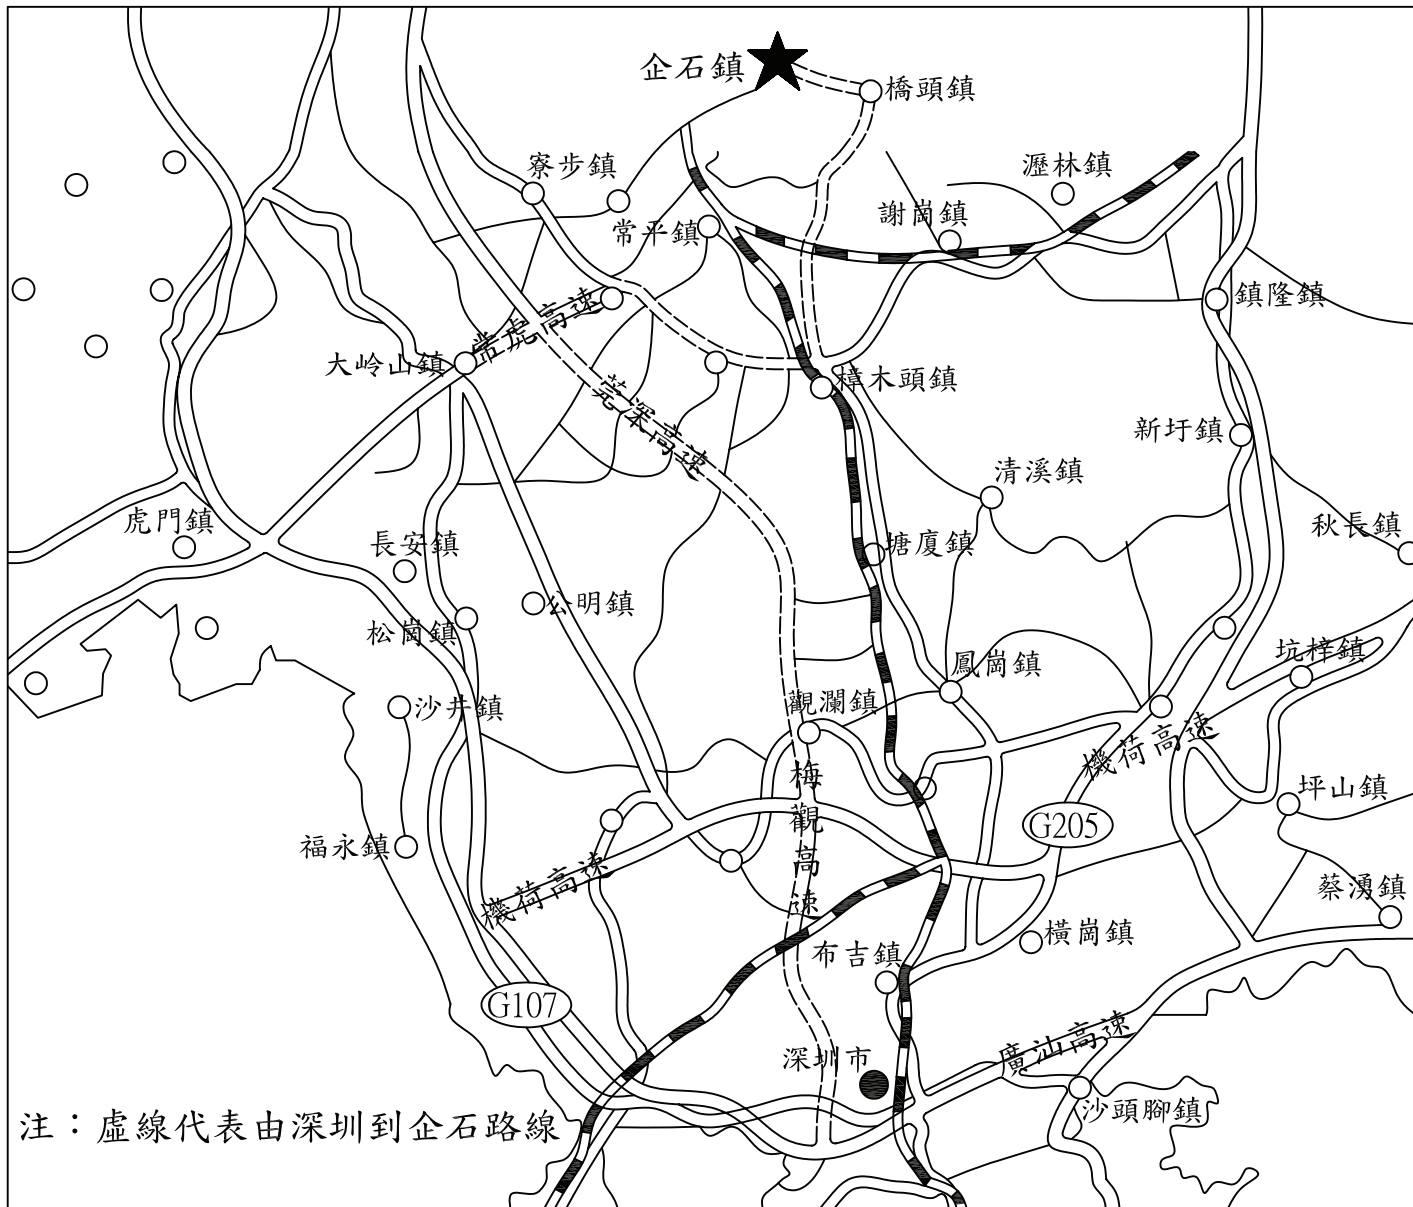 企石鎮
橋頭鎮
寮步鎮
瀝林鎮
常平鎮
謝崗鎮
鎮隆鎮
常虎高速
大岭山鎮
樟木頭鎮
莞深高速
新圩鎮
清溪鎮
虎門鎮
長安鎮
塘廈鎮
秋長鎮
公明鎮
松崗鎮
鳳崗鎮
坑梓鎮
沙井鎮
觀瀾鎮
機荷高速
梅觀高速
坪山鎮
G205
福永鎮
機荷高速
蔡湧鎮
橫崗鎮
布吉鎮
G107
廣汕高速
深圳市
沙頭腳鎮
注：虛線代表由深圳到企石路線